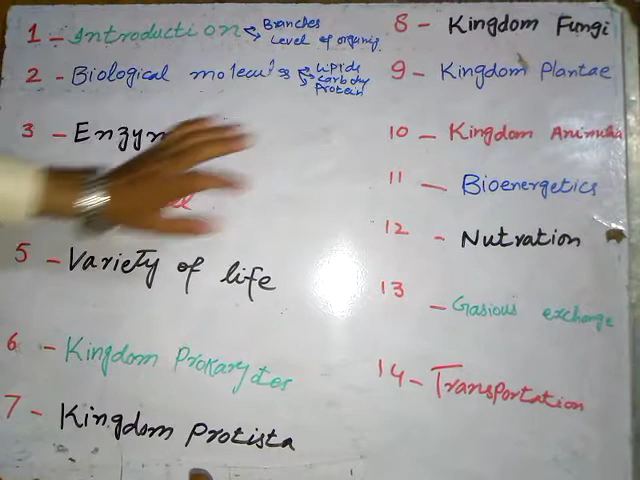 1 - Introduction Branches
Level of organiz
2 - Biological molecules Lipids
Carbohy
Protein
3 - Enzym
5 - Variety of life
6 - Kingdom Prokaryotes
7 - Kingdom Protista
8 - Kingdom Fungi
9 - Kingdom Plantae
10 - Kingdom Animalia
11 - Bioenergetics
12 - Nutration
13 - Gasious exchange
14 - Transportation